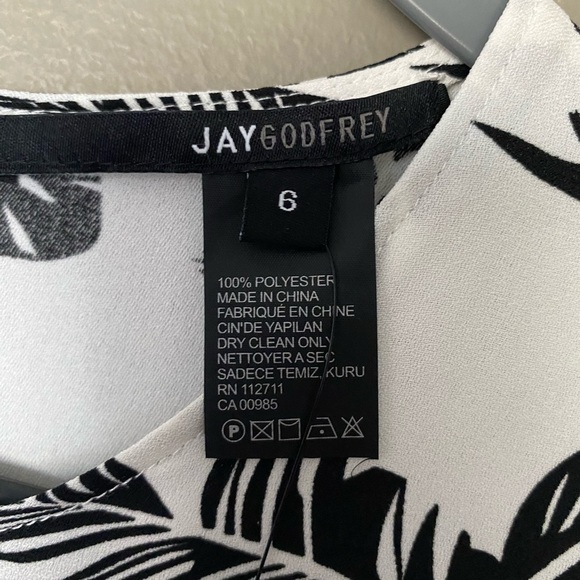 JAYGODFREY
6
100% POLYESTER
MADE IN CHINA
FABRIQUÉ EN CHINE
CIN'DE YAPILAN
DRY CLEAN ONLY
NETTOYER A SEC
SADECE TEMIZ, KURU
RN 112711
CA 00985
P